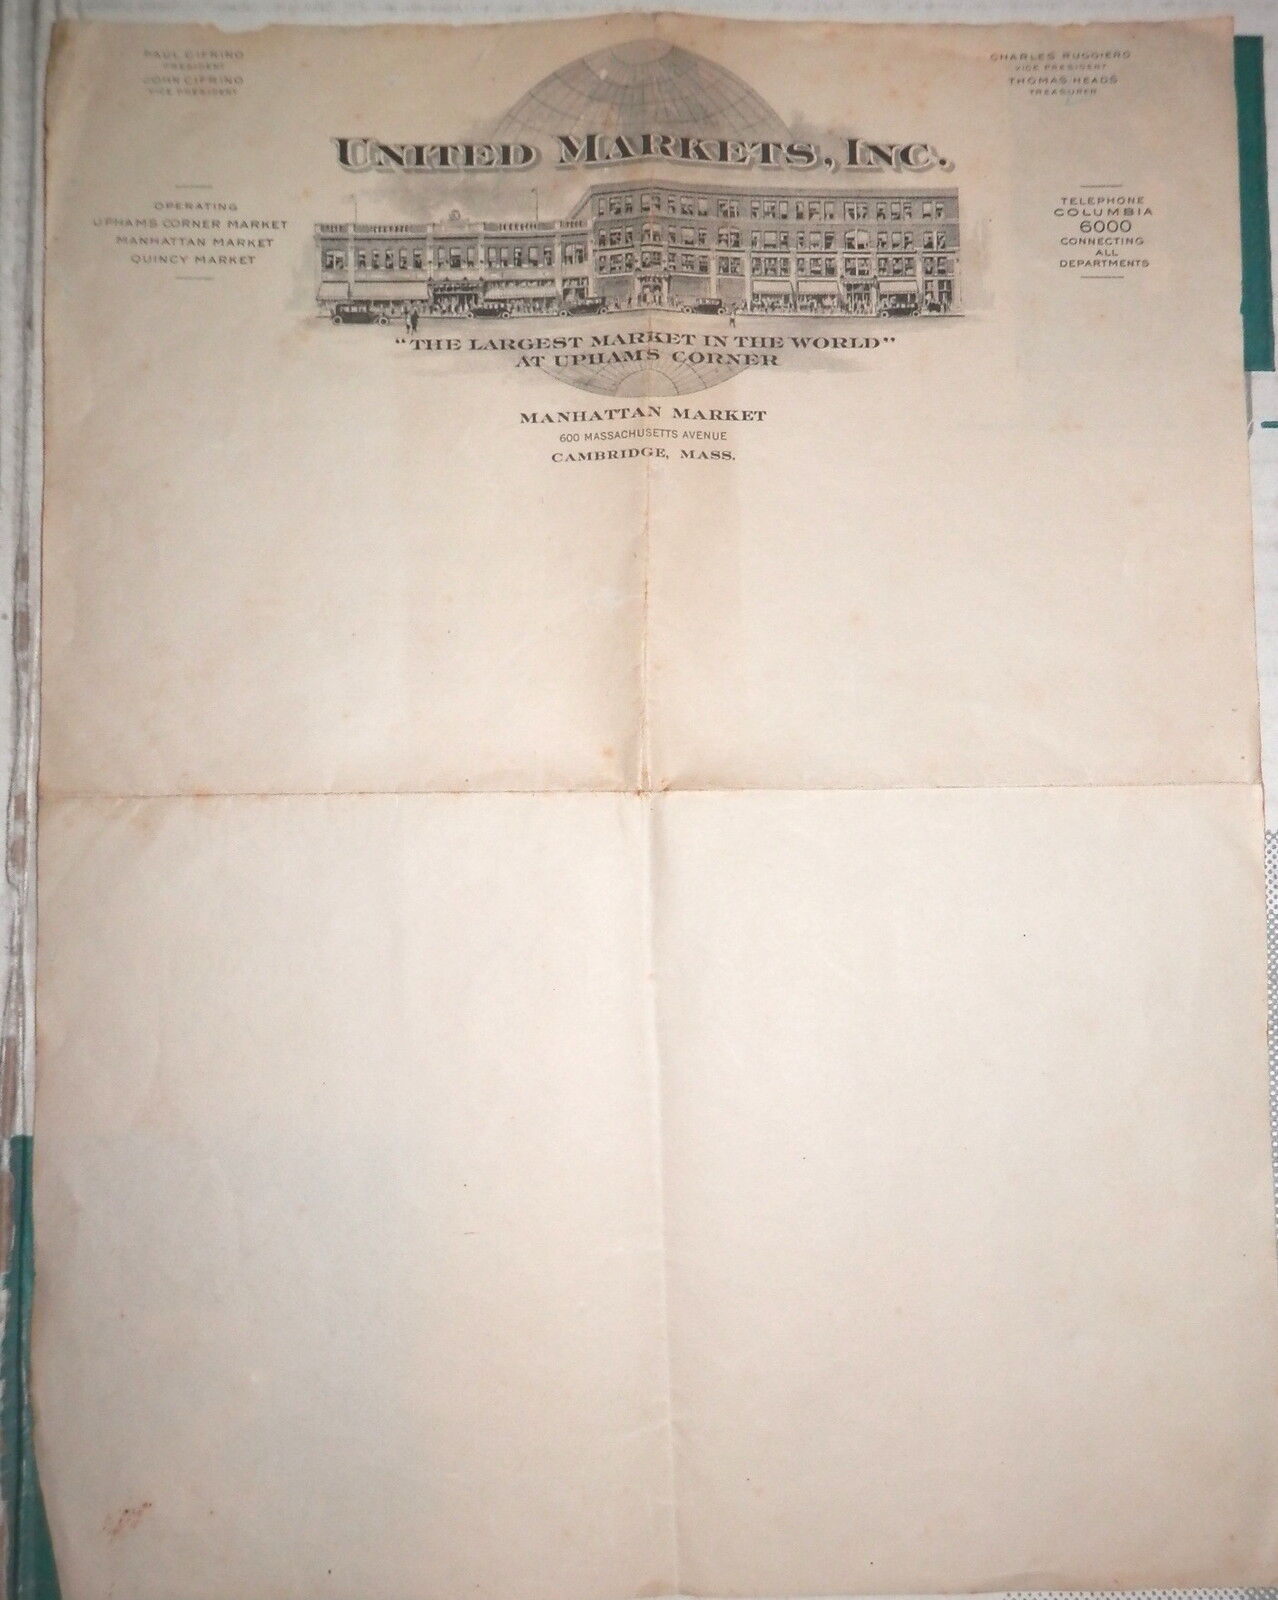 PAUL CIFRINO
PRESIDENT
JOHN CIFRINO
VICE PRESIDENT
CHARLES RUGGIERO
VICE PRESIDENT
THOMAS HEADS
TREASURER
UNITED MARKETS, INC.
OPERATING
UPHAMS CORNER MARKET
MANHATTAN MARKET
QUINCY MARKET
TELEPHONE
COLUMBIA
6000
CONNECTING
ALL
DEPARTMENTS
"THE LARGEST MARKET IN THE WORLD"
AT UPHAM'S CORNER
MANHATTAN MARKET
600 MASSACHUSETTS AVENUE
CAMBRIDGE, MASS.